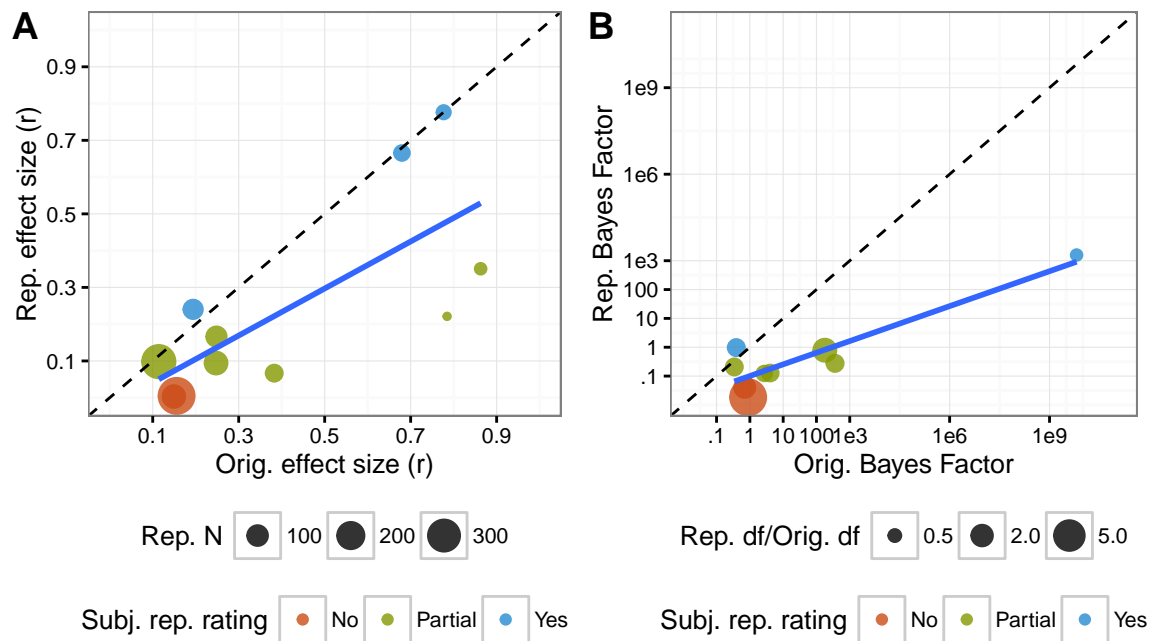 A
Rep. effect size (r)
0.9
0.7
0.5
0.3
0.1
0.1 0.3 0.5 0.7 0.9
Orig. effect size (r)
Rep. N 100 200 300
Subj. rep. rating No Partial Yes
B
Rep. Bayes Factor
1e9
1e6
1e3
100
10
1
.1
.1 1 10 100 1e3 1e6 1e9
Orig. Bayes Factor
Rep. df/Orig. df 0.5 2.0 5.0
Subj. rep. rating No Partial Yes